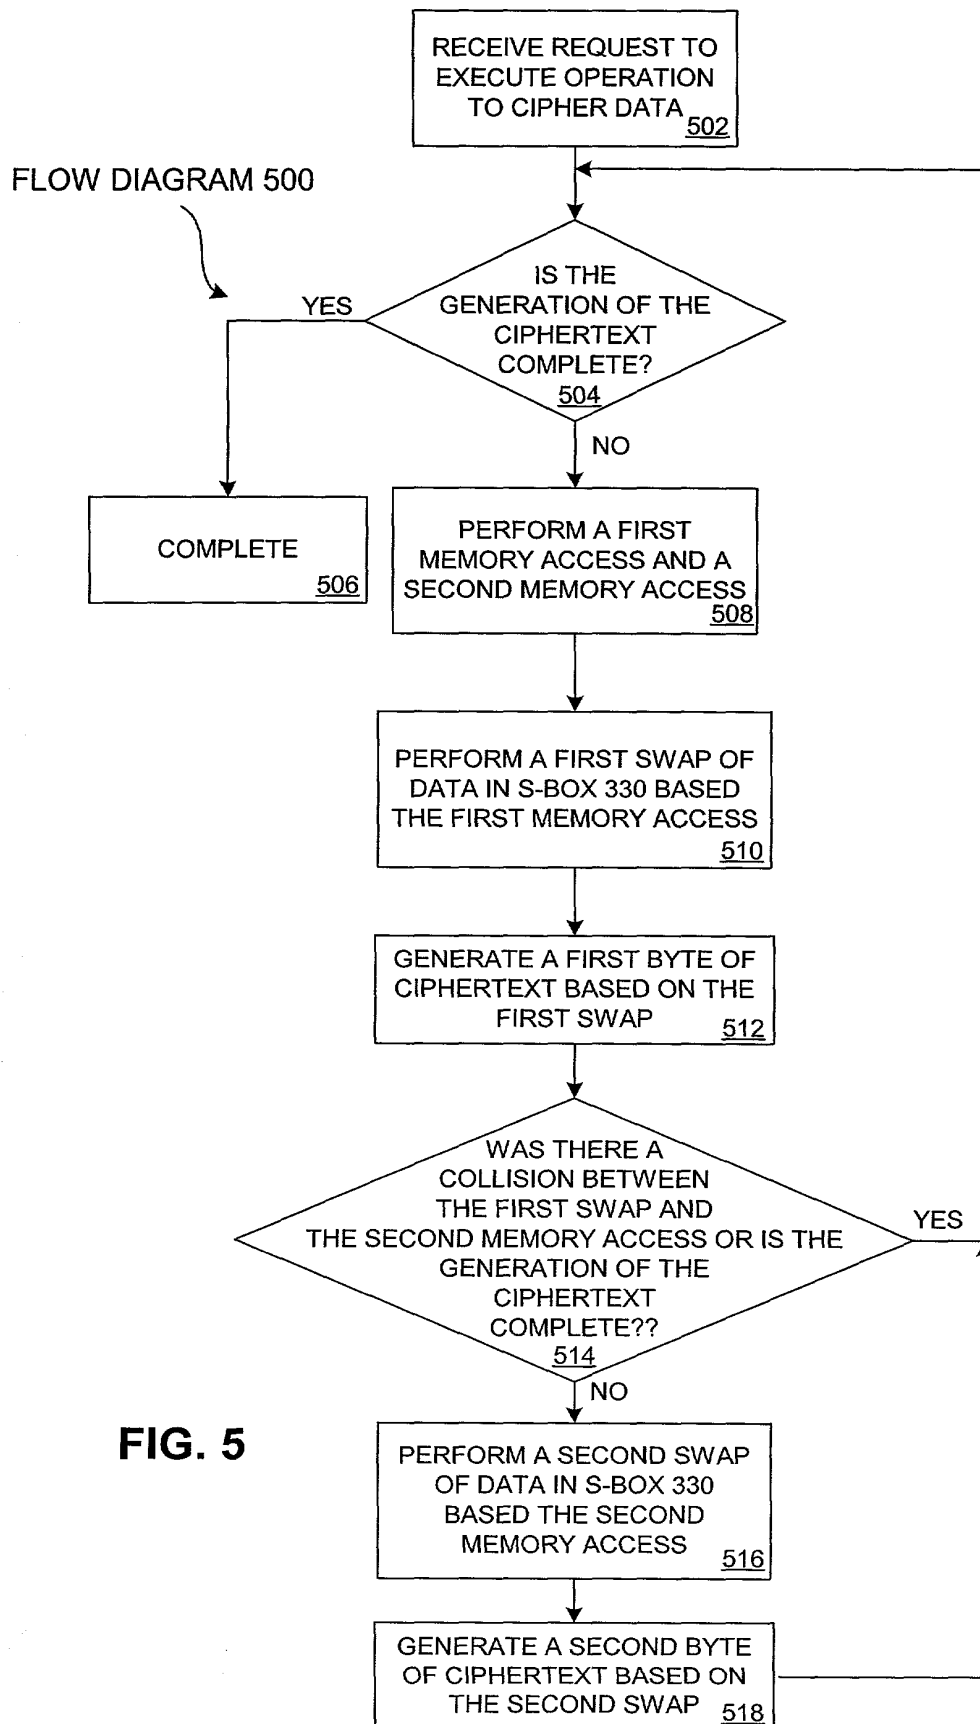 RECEIVE REQUEST TO
EXECUTE OPERATION
TO CIPHER DATA
502
FLOW DIAGRAM 500
IS THE
GENERATION OF THE
CIPHERTEXT
COMPLETE?
504
YES
NO
COMPLETE
506
PERFORM A FIRST
MEMORY ACCESS AND A
SECOND MEMORY ACCESS
508
PERFORM A FIRST SWAP OF
DATA IN S-BOX 330 BASED
THE FIRST MEMORY ACCESS
510
GENERATE A FIRST BYTE OF
CIPHERTEXT BASED ON THE
FIRST SWAP
512
WAS THERE A
COLLISION BETWEEN
THE FIRST SWAP AND
THE SECOND MEMORY ACCESS OR IS THE
GENERATION OF THE
CIPHERTEXT
COMPLETE??
514
YES
NO
FIG. 5
PERFORM A SECOND SWAP
OF DATA IN S-BOX 330
BASED THE SECOND
MEMORY ACCESS
516
GENERATE A SECOND BYTE
OF CIPHERTEXT BASED ON
THE SECOND SWAP
518